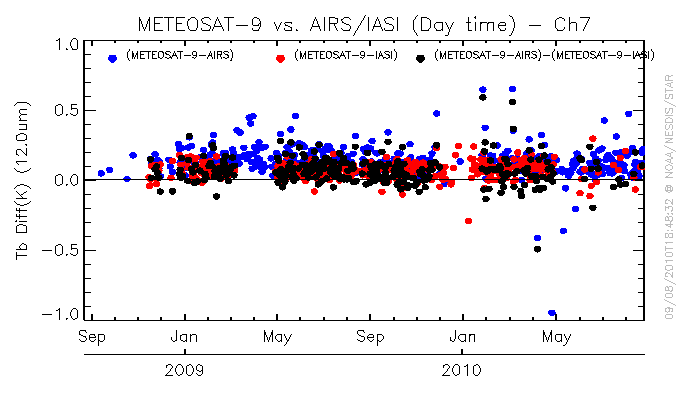 METEOSAT-9 vs. AIRS/IASI (Day time) - Ch7
(METEOSAT-9-AIRS) (METEOSAT-9-IASI) (METEOSAT-9-AIRS)-(METEOSAT-9-IASI)
Tb Diff(K) (12.0um)
1.0
0.5
0.0
-0.5
-1.0
Sep Jan May Sep Jan May
2009 2010
09/08/2010T18:48:32 @ NOAA/NESDIS/STAR